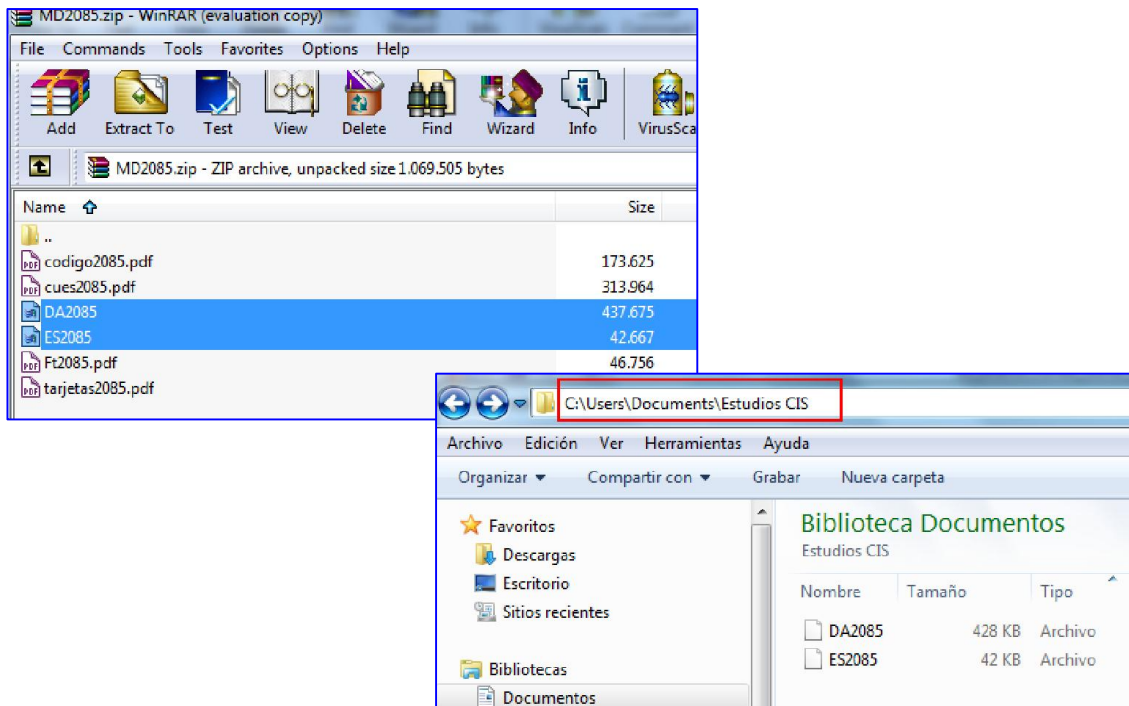 MD2085.zip - WinRAR (evaluation copy)
File Commands Tools Favorites Options Help
Add Extract To Test View Delete Find Wizard Info VirusSca
MD2085.zip - ZIP archive, unpacked size 1.069.505 bytes
Name Size
..
PDF codigo2085.pdf 173.625
PDF cues2085.pdf 313.964
DA2085 437.675
ES2085 42.667
PDF Ft2085.pdf 46.756
PDF tarjetas2085.pdf
C:\Users\Documents\Estudios CIS
Archivo Edición Ver Herramientas Ayuda
Organizar Compartir con Grabar Nueva carpeta
Favoritos
Descargas
Escritorio
Sitios recientes
Bibliotecas
Documentos
Biblioteca Documentos
Estudios CIS
Nombre Tamaño Tipo
DA2085 428 KB Archivo
ES2085 42 KB Archivo